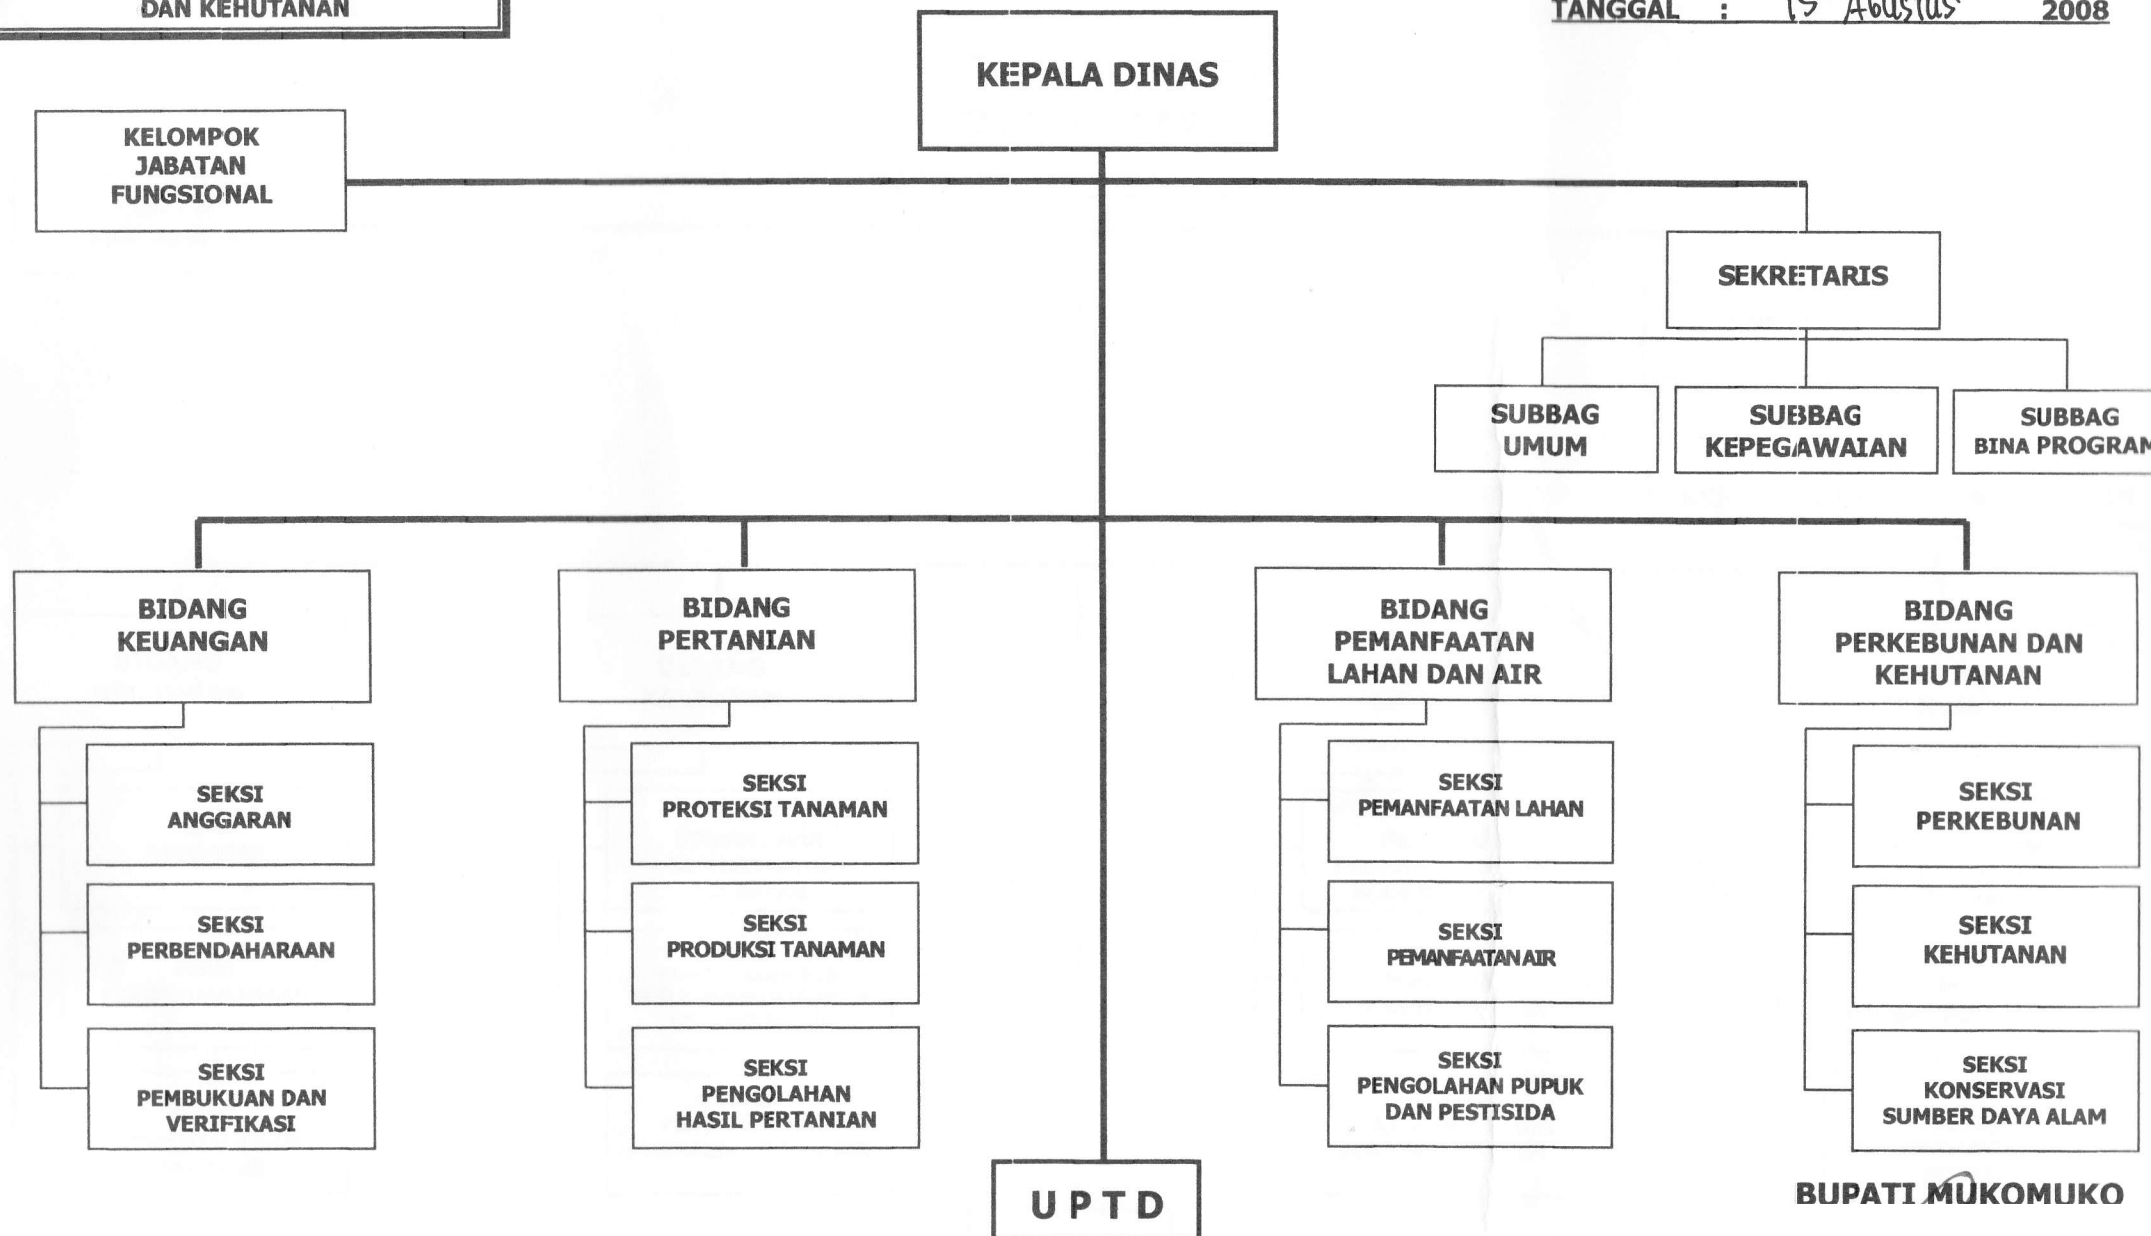 DAN KEHUTANAN
TANGGAL : 15 Agustus 2008
KEPALA DINAS
KELOMPOK
JABATAN
FUNGSIONAL
SEKRETARIS
SUBBAG
UMUM
SUBBAG
KEPEGAWAIAN
SUBBAG
BINA PROGRAM
BIDANG
KEUANGAN
BIDANG
PERTANIAN
BIDANG
PEMANFAATAN
LAHAN DAN AIR
BIDANG
PERKEBUNAN DAN
KEHUTANAN
SEKSI
ANGGARAN
SEKSI
PERBENDAHARAAN
SEKSI
PEMBUKUAN DAN
VERIFIKASI
SEKSI
PROTEKSI TANAMAN
SEKSI
PRODUKSI TANAMAN
SEKSI
PENGOLAHAN
HASIL PERTANIAN
SEKSI
PEMANFAATAN LAHAN
SEKSI
PEMANFAATAN AIR
SEKSI
PENGOLAHAN PUPUK
DAN PESTISIDA
SEKSI
PERKEBUNAN
SEKSI
KEHUTANAN
SEKSI
KONSERVASI
SUMBER DAYA ALAM
UPTD
BUPATI MUKOMUKO